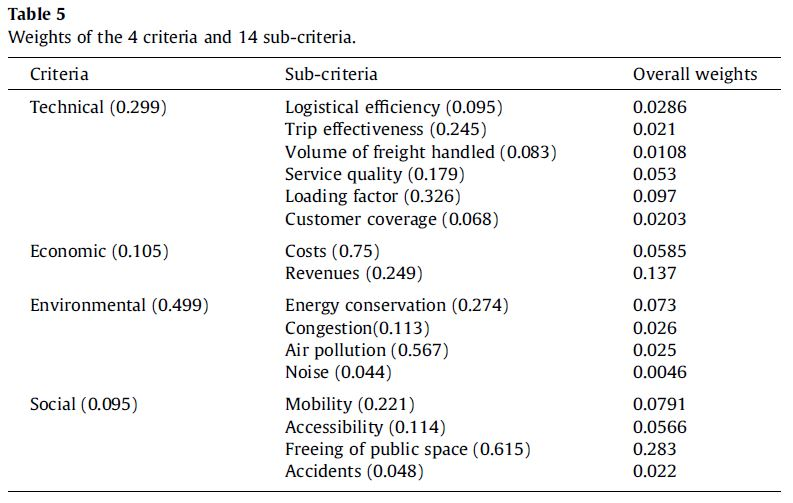 Table 5
Weights of the 4 criteria and 14 sub-criteria.
Criteria Sub-criteria Overall weights
Technical (0.299) Logistical efficiency (0.095) 0.0286
Trip effectiveness (0.245) 0.021
Volume of freight handled (0.083) 0.0108
Service quality (0.179) 0.053
Loading factor (0.326) 0.097
Customer coverage (0.068) 0.0203
Economic (0.105) Costs (0.75) 0.0585
Revenues (0.249) 0.137
Environmental (0.499) Energy conservation (0.274) 0.073
Congestion(0.113) 0.026
Air pollution (0.567) 0.025
Noise (0.044) 0.0046
Social (0.095) Mobility (0.221) 0.0791
Accessibility (0.114) 0.0566
Freeing of public space (0.615) 0.283
Accidents (0.048) 0.022